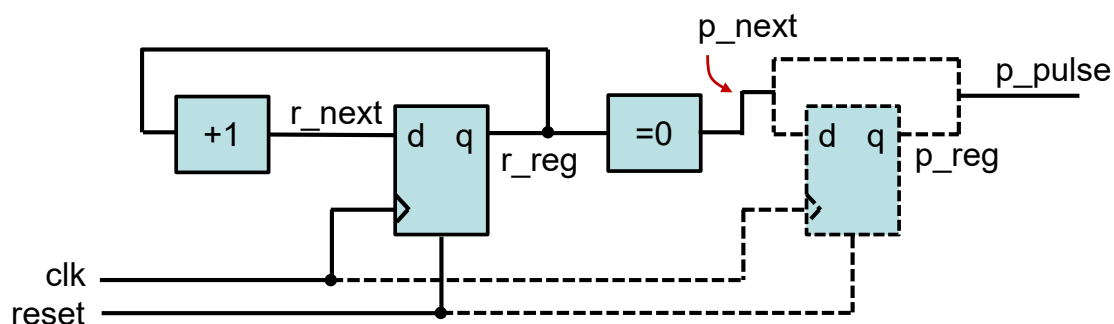 p_next
p_pulse
+1
r_next
d q
r_reg
=0
d q
p_reg
clk
reset